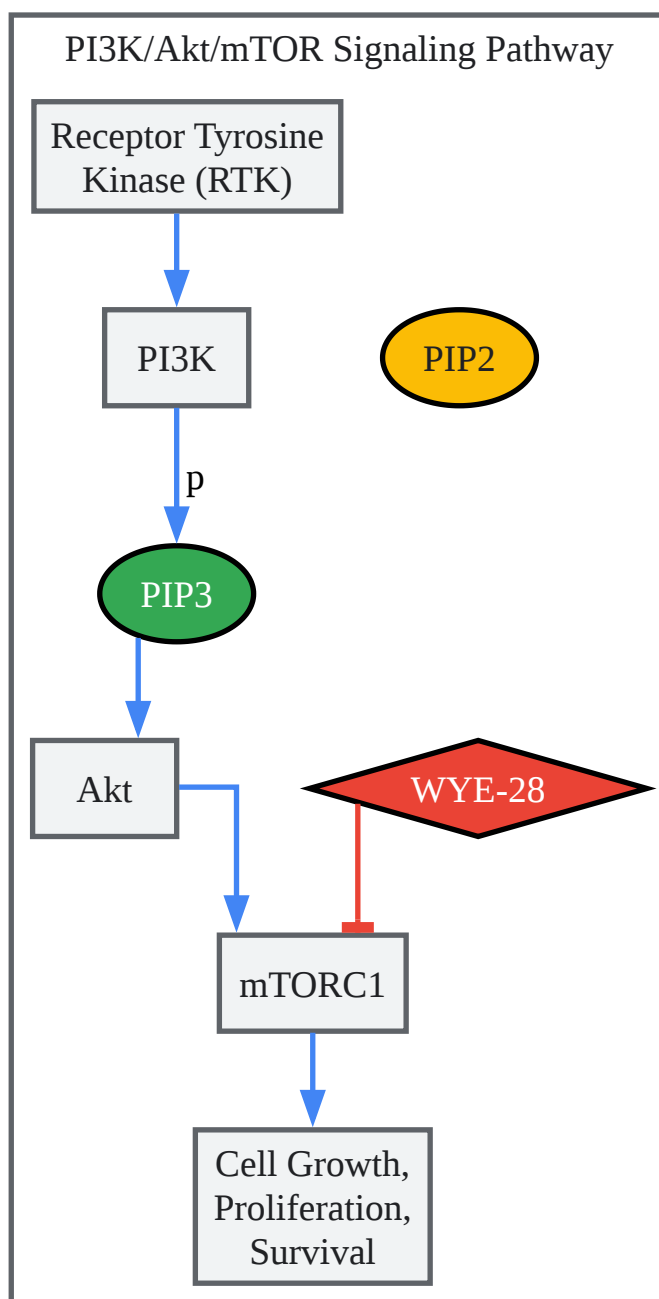 PI3K/Akt/mTOR Signaling Pathway
Receptor Tyrosine
Kinase (RTK)
PI3K
PIP2
p
PIP3
Akt
WYE-28
mTORC1
Cell Growth,
Proliferation,
Survival